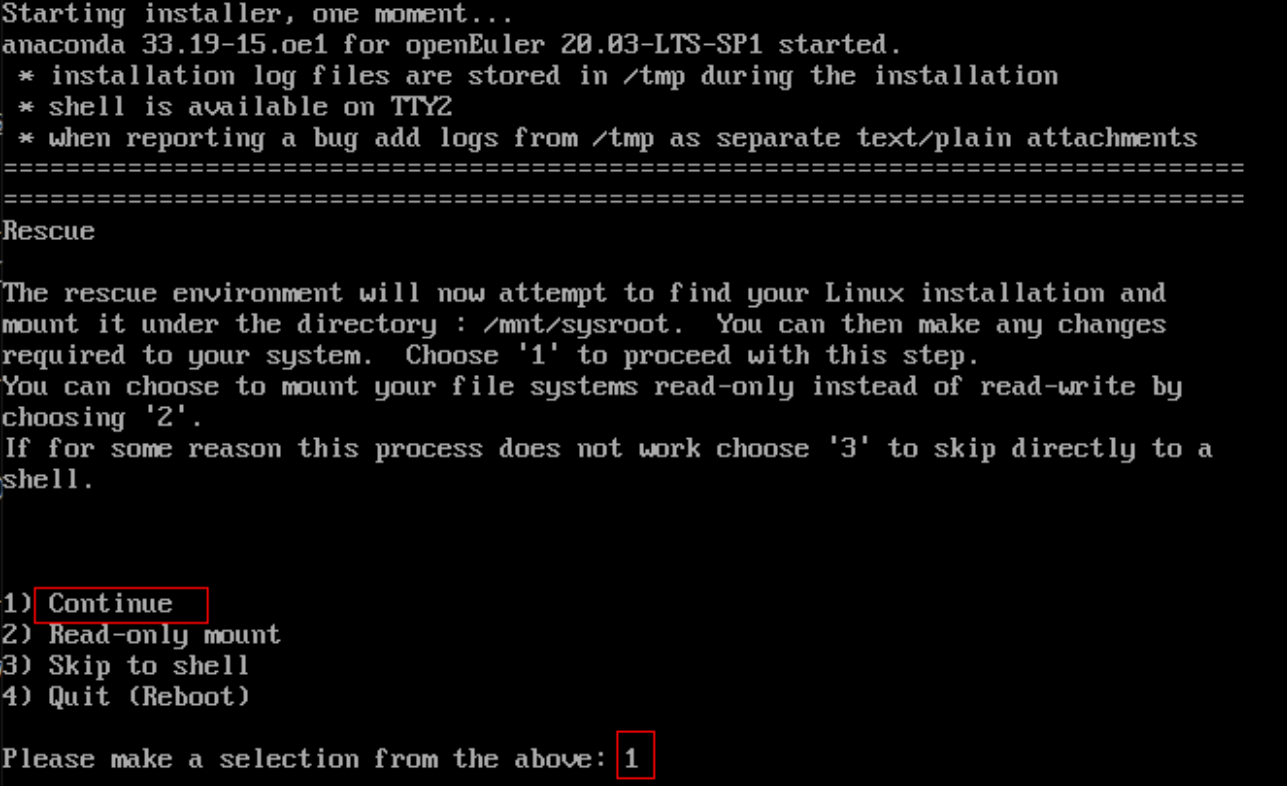 Starting installer, one moment...
anaconda 33.19-15.oe1 for openEuler 20.03-LTS-SP1 started.
 * installation log files are stored in /tmp during the installation
 * shell is available on TTY2
 * when reporting a bug add logs from /tmp as separate text/plain attachments
================================================================================
================================================================================
Rescue
The rescue environment will now attempt to find your Linux installation and
mount it under the directory : /mnt/sysroot.  You can then make any changes
required to your system.  Choose '1' to proceed with this step.
You can choose to mount your file systems read-only instead of read-write by
choosing '2'.
If for some reason this process does not work choose '3' to skip directly to a
shell.
1) Continue
2) Read-only mount
3) Skip to shell
4) Quit (Reboot)
Please make a selection from the above: 1